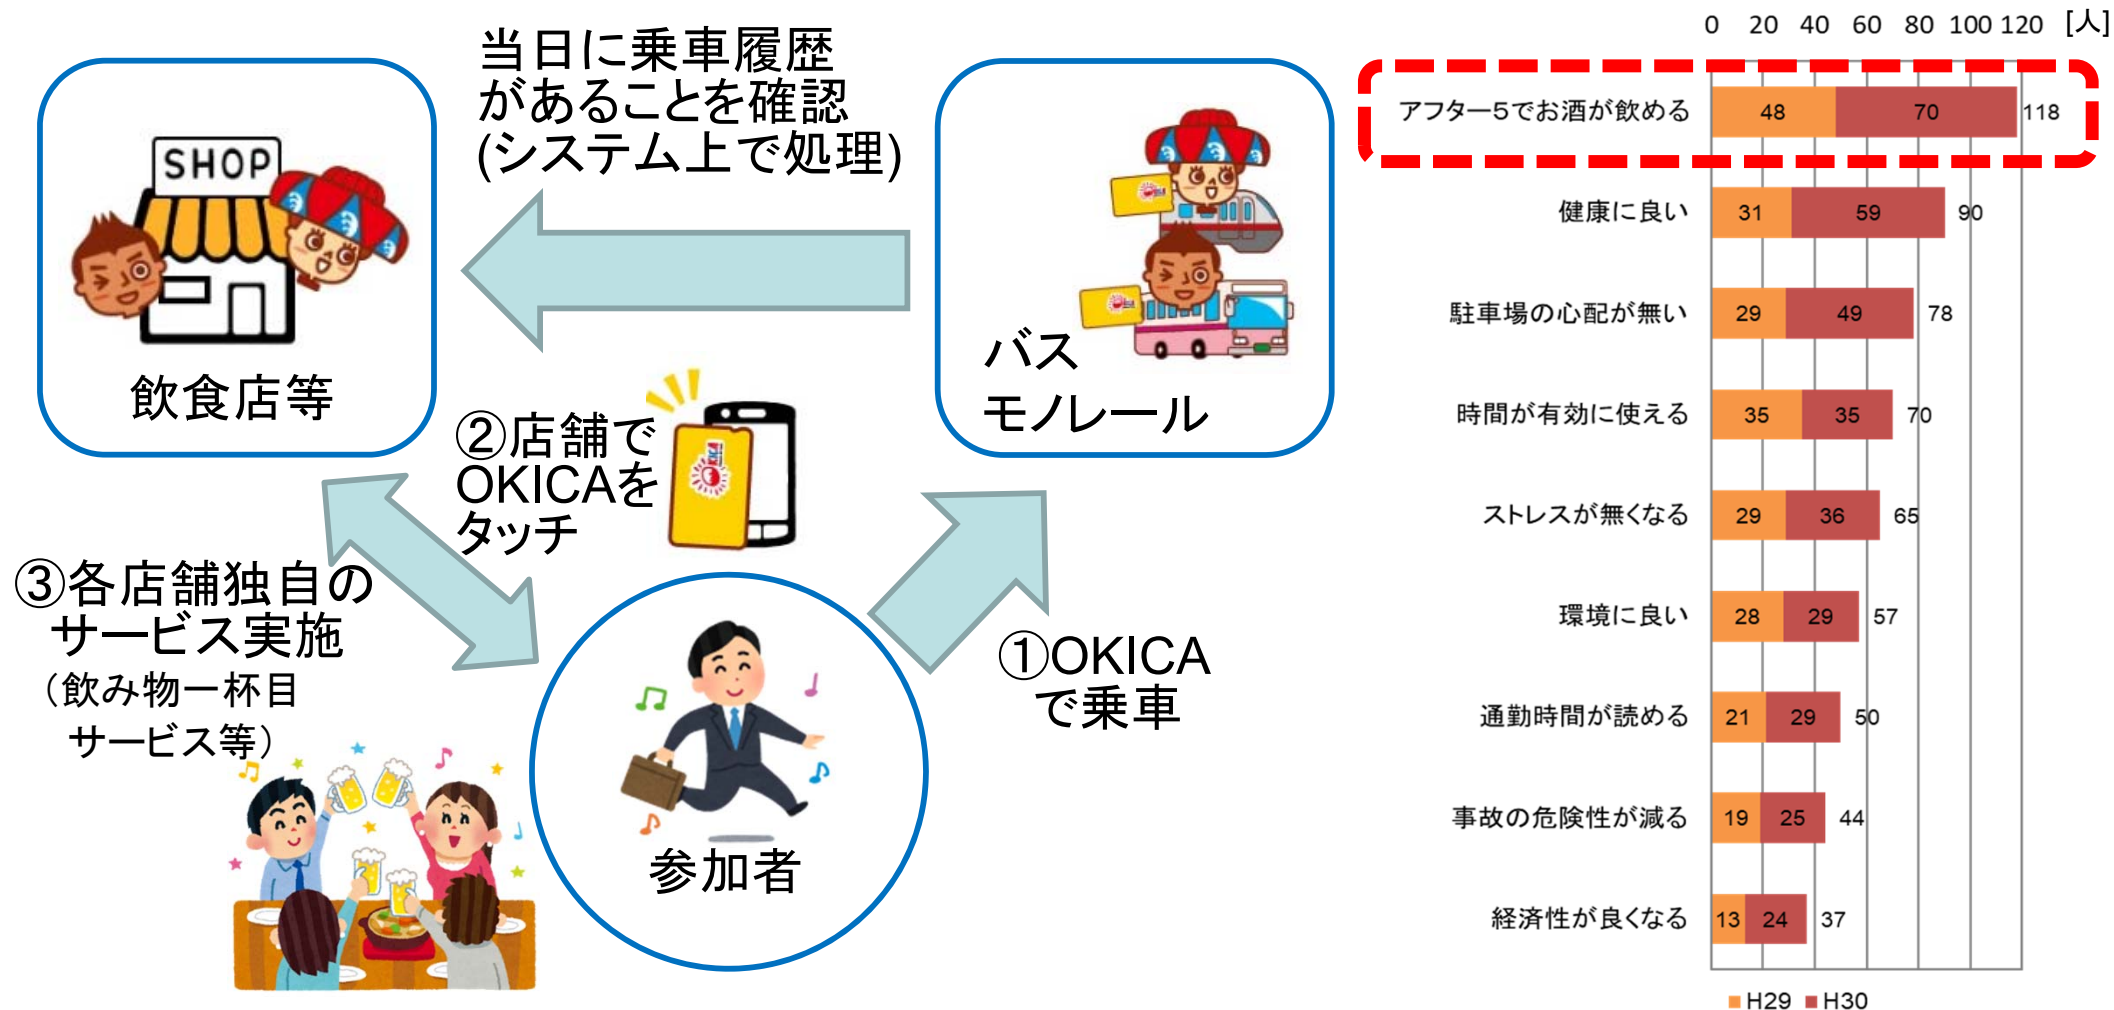 当日に乗車履歴
があることを確認
(システム上で処理)
SHOP
飲食店等
バス
モノレール
②店舗で
OKICAを
タッチ
OKICA
③各店舗独自の
サービス実施
（飲み物一杯目
サービス等）
①OKICA
で乗車
参加者
0 20 40 60 80 100 120 [人]
アフター5でお酒が飲める 48 70 118
健康に良い 31 59 90
駐車場の心配が無い 29 49 78
時間が有効に使える 35 35 70
ストレスが無くなる 29 36 65
環境に良い 28 29 57
通勤時間が読める 21 29 50
事故の危険性が減る 19 25 44
経済性が良くなる 13 24 37
H29 H30